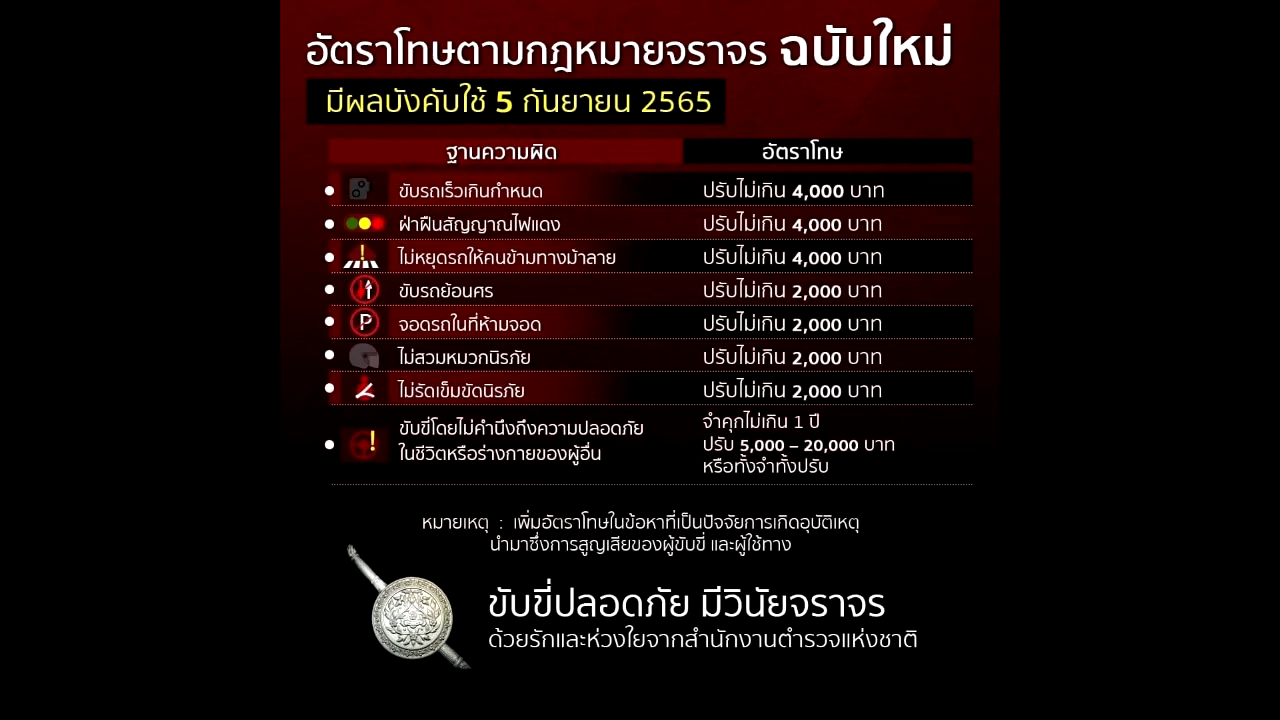 อัตราโทษตามกฎหมายจราจร ฉบับใหม่
มีผลบังคับใช้ 5 กันยายน 2565
ฐานความผิด อัตราโทษ
ขับรถเร็วเกินกำหนด ปรับไม่เกิน 4,000 บาท
ฝ่าฝืนสัญญาณไฟแดง ปรับไม่เกิน 4,000 บาท
ไม่หยุดรถให้คนข้ามทางม้าลาย ปรับไม่เกิน 4,000 บาท
ขับรถย้อนศร ปรับไม่เกิน 2,000 บาท
P จอดรถในที่ห้ามจอด ปรับไม่เกิน 2,000 บาท
ไม่สวมหมวกนิรภัย ปรับไม่เกิน 2,000 บาท
ไม่รัดเข็มขัดนิรภัย ปรับไม่เกิน 2,000 บาท
ขับขี่โดยไม่คำนึงถึงความปลอดภัย
ในชีวิตหรือร่างกายของผู้อื่น
จำคุกไม่เกิน 1 ปี
ปรับ 5,000 – 20,000 บาท
หรือทั้งจำทั้งปรับ
หมายเหตุ : เพิ่มอัตราโทษในข้อหาที่เป็นปัจจัยการเกิดอุบัติเหตุ
นำมาซึ่งการสูญเสียของผู้ขับขี่ และผู้ใช้ทาง
ขับขี่ปลอดภัย มีวินัยจราจร
ด้วยรักและห่วงใยจากสำนักงานตำรวจแห่งชาติ